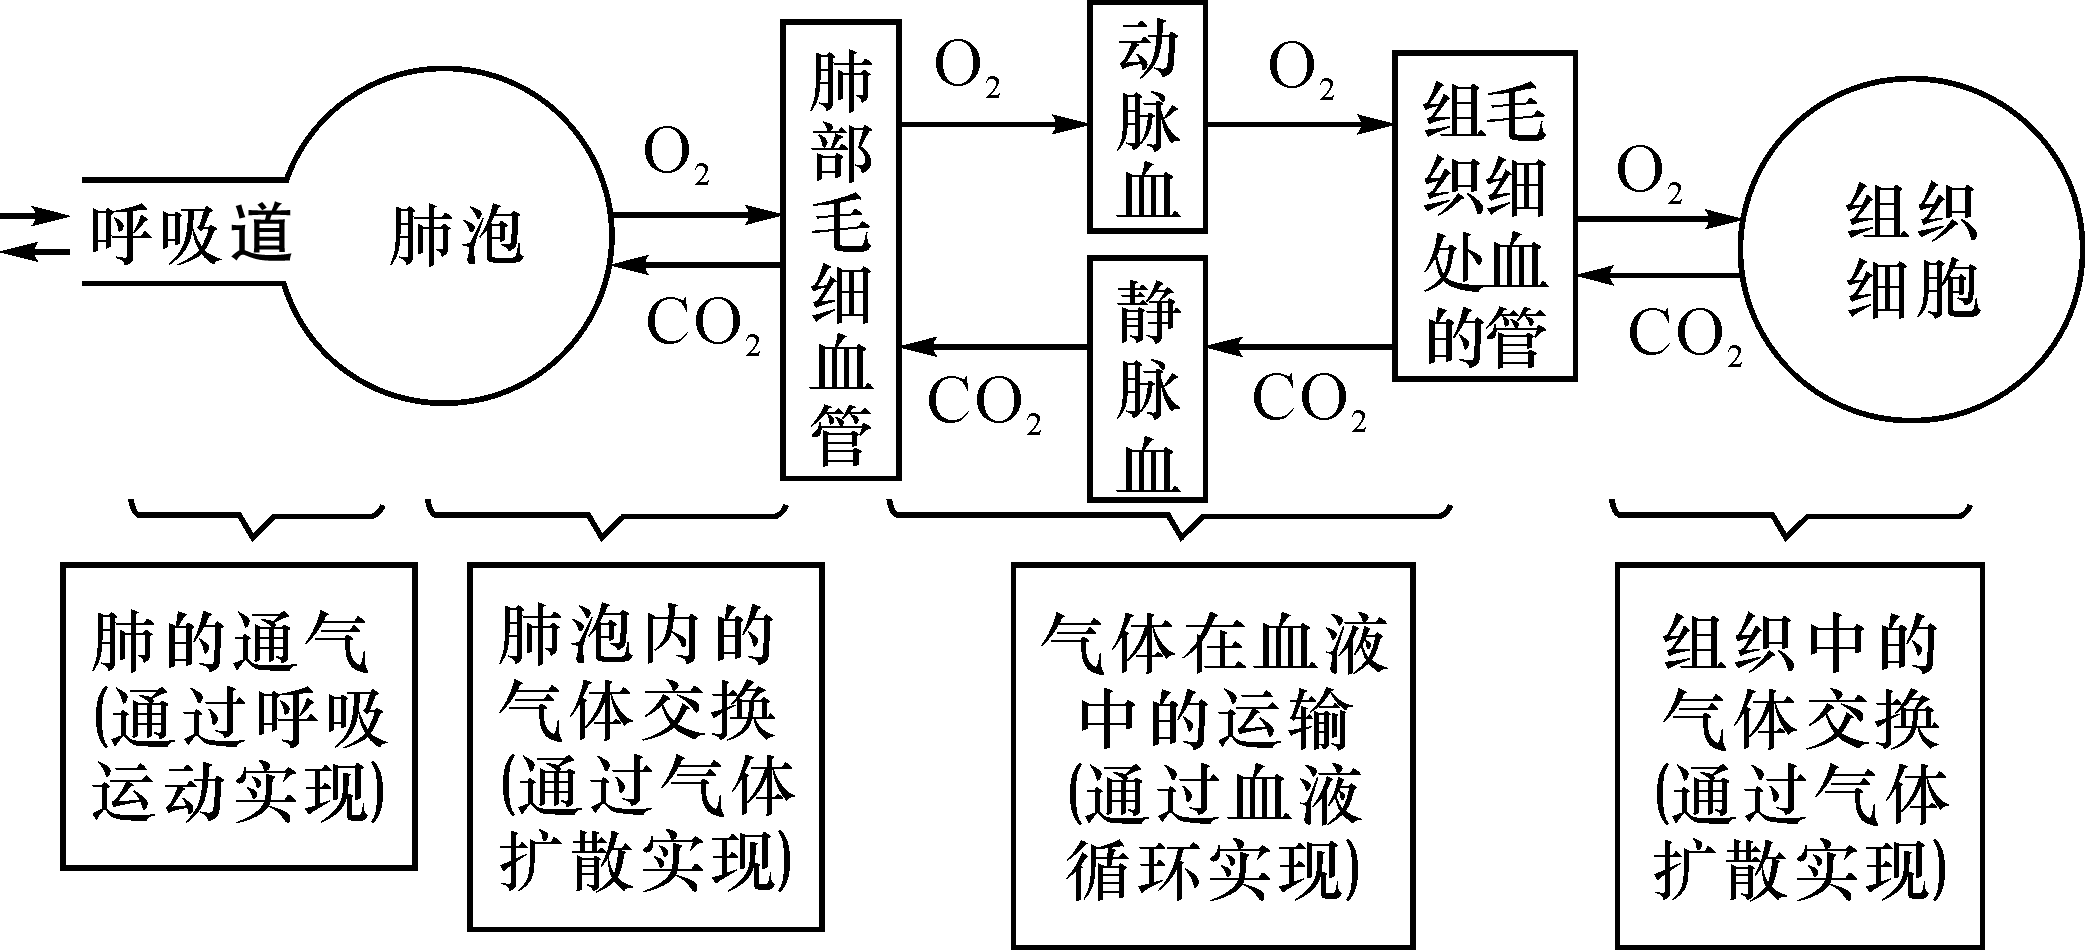 呼吸道
肺泡
O₂
CO₂
肺部毛细血管
O₂
CO₂
动脉血
静脉血
O₂
CO₂
组织处的
毛细血管
O₂
CO₂
组织
细胞
肺的通气
(通过呼吸
运动实现)
肺泡内的
气体交换
(通过气体
扩散实现)
气体在血液
中的运输
(通过血液
循环实现)
组织中的
气体交换
(通过气体
扩散实现)